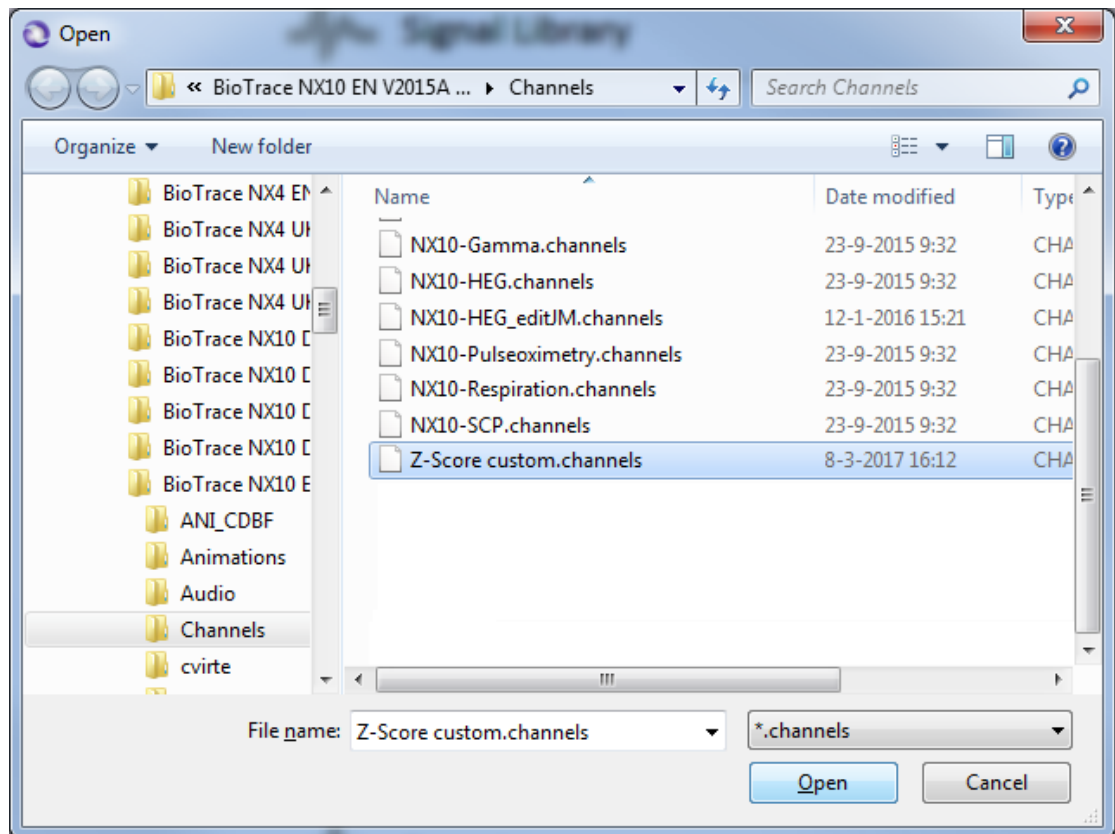 Open
Signal Library
« BioTrace NX10 EN V2015A ... Channels
Search Channels
Organize
New folder
BioTrace NX4 EN
BioTrace NX4 UK
BioTrace NX4 UK
BioTrace NX4 UK
BioTrace NX10 D
BioTrace NX10 D
BioTrace NX10 D
BioTrace NX10 D
BioTrace NX10 E
ANI_CDBF
Animations
Audio
Channels
cvirte
Name Date modified Type
NX10-Gamma.channels 23-9-2015 9:32 CHA
NX10-HEG.channels 23-9-2015 9:32 CHA
NX10-HEG_editJM.channels 12-1-2016 15:21 CHA
NX10-Pulseoximetry.channels 23-9-2015 9:32 CHA
NX10-Respiration.channels 23-9-2015 9:32 CHA
NX10-SCP.channels 23-9-2015 9:32 CHA
Z-Score custom.channels 8-3-2017 16:12 CHA
File name: Z-Score custom.channels
*.channels
Open
Cancel